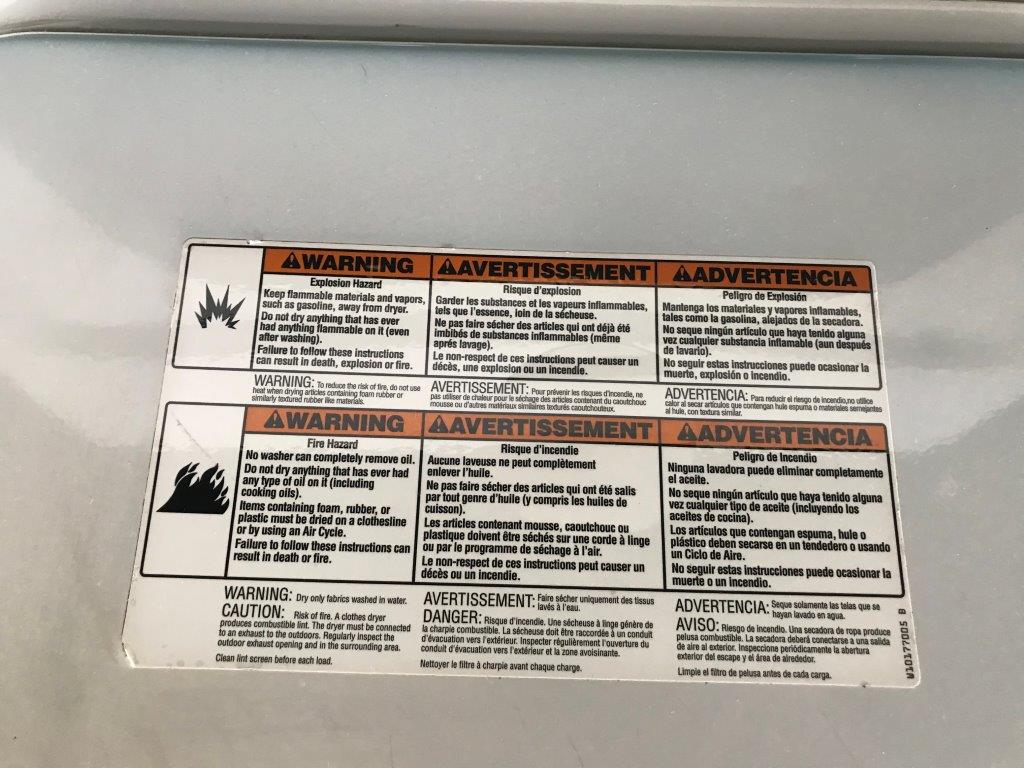 WARNING
Explosion Hazard
Keep flammable materials and vapors,
such as gasoline, away from dryer.
Do not dry anything that has ever
had anything flammable on it (even
after washing).
Failure to follow these instructions
can result in death, explosion or fire.
AVERTISSEMENT
Risque d'explosion
Garder les substances et les vapeurs inflammables,
tels que l'essence, loin de la sécheuse.
Ne pas faire sécher des articles qui ont déjà été
imbibés de substances inflammables (même
après lavage).
Le non-respect de ces instructions peut causer un
décès, une explosion ou un incendie.
ADVERTENCIA
Peligro de Explosión
Mantenga los materiales y vapores inflamables,
tales como la gasolina, alejados de la secadora.
No seque ningún artículo que haya tenido alguna
vez cualquier substancia inflamable (aun después
de lavarlo).
No seguir estas instrucciones puede ocasionar la
muerte, explosión o incendio.
WARNING: To reduce the risk of fire, do not use
heat when drying articles containing foam rubber or
similarly textured rubber like materials.
AVERTISSEMENT: Pour prévenir les risques d'incendie, ne
pas utiliser de chaleur pour le séchage des articles contenant du caoutchouc
mousse ou d'autres matériaux similaires texturés caoutchouteux.
ADVERTENCIA: Para reducir el riesgo de incendio,no utilice
calor al secar artículos que contengan hule espuma o materiales semejantes
al hule, con textura similar.
WARNING
Fire Hazard
No washer can completely remove oil.
Do not dry anything that has ever had
any type of oil on it (including
cooking oils).
Items containing foam, rubber, or
plastic must be dried on a clothesline
or by using an Air Cycle.
Failure to follow these instructions can
result in death or fire.
AVERTISSEMENT
Risque d'incendie
Aucune laveuse ne peut complètement
enlever l'huile.
Ne pas faire sécher des articles qui ont été salis
par tout genre d'huile (y compris les huiles de
cuisson).
Les articles contenant mousse, caoutchouc ou
plastique doivent être séchés sur une corde à linge
ou par le programme de séchage à l'air.
Le non-respect de ces instructions peut causer un
décès ou un incendie.
ADVERTENCIA
Peligro de Incendio
Ninguna lavadora puede eliminar completamente
el aceite.
No seque ningún artículo que haya tenido alguna
vez cualquier tipo de aceite (incluyendo los
aceites de cocina).
Los artículos que contengan espuma, hule o
plástico deben secarse en un tendedero o usando
un Ciclo de Aire.
No seguir estas instrucciones puede ocasionar la
muerte o un incendio.
WARNING: Dry only fabrics washed in water.
CAUTION: Risk of fire. A clothes dryer
produces combustible lint. The dryer must be connected
to an exhaust to the outdoors. Regularly inspect the
outdoor exhaust opening and in the surrounding area.
Clean lint screen before each load.
AVERTISSEMENT: Faire sécher uniquement des tissus
lavés à l'eau.
DANGER: Risque d'incendie. Une sécheuse à linge génère de
la charpie combustible. La sécheuse doit être raccordée à un conduit
d'évacuation vers l'extérieur. Inspecter régulièrement l'ouverture du
conduit d'évacuation vers l'extérieur et la zone avoisinante.
Nettoyer le filtre à charpie avant chaque charge.
ADVERTENCIA: Seque solamente las telas que se
hayan lavado en agua.
AVISO: Riesgo de incendio. Una secadora de ropa produce
pelusa combustible. La secadora deberá conectarse a una salida
de aire al exterior. Inspeccione periódicamente la abertura
exterior del escape y el área de alrededor.
Limpie el filtro de pelusa antes de cada carga.
W10177005 B